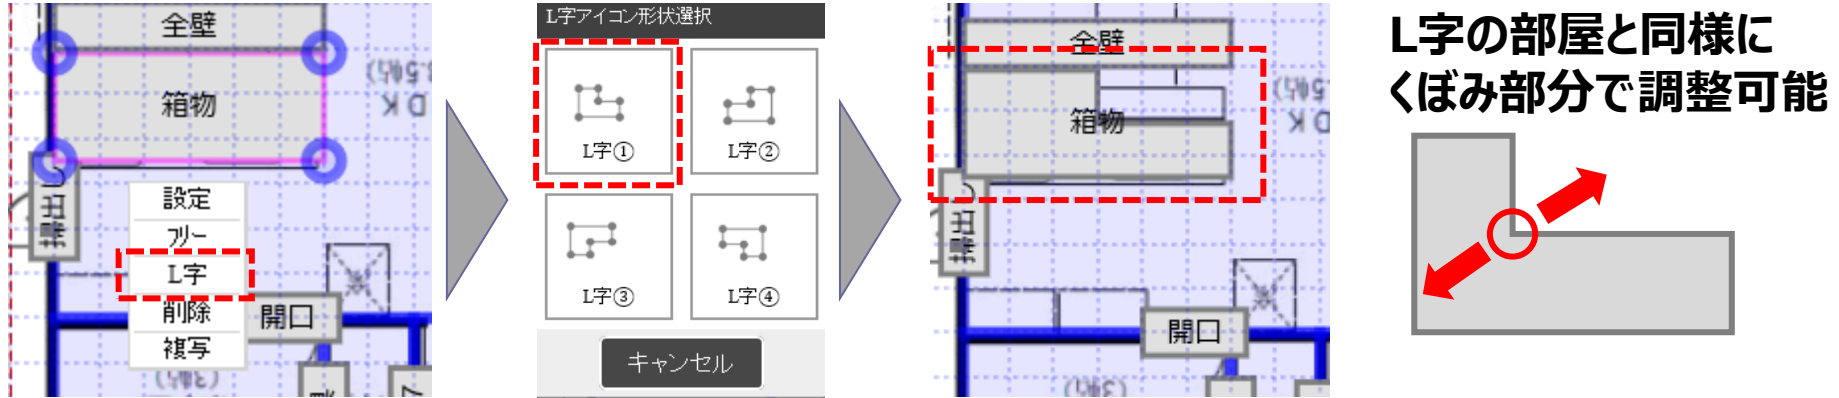 全壁
箱物
設定
フリー
L字
削除
複写
開口
L字アイコン形状選択
L字①
L字②
L字③
L字④
キャンセル
全壁
箱物
開口
L字の部屋と同様に
くぼみ部分で調整可能